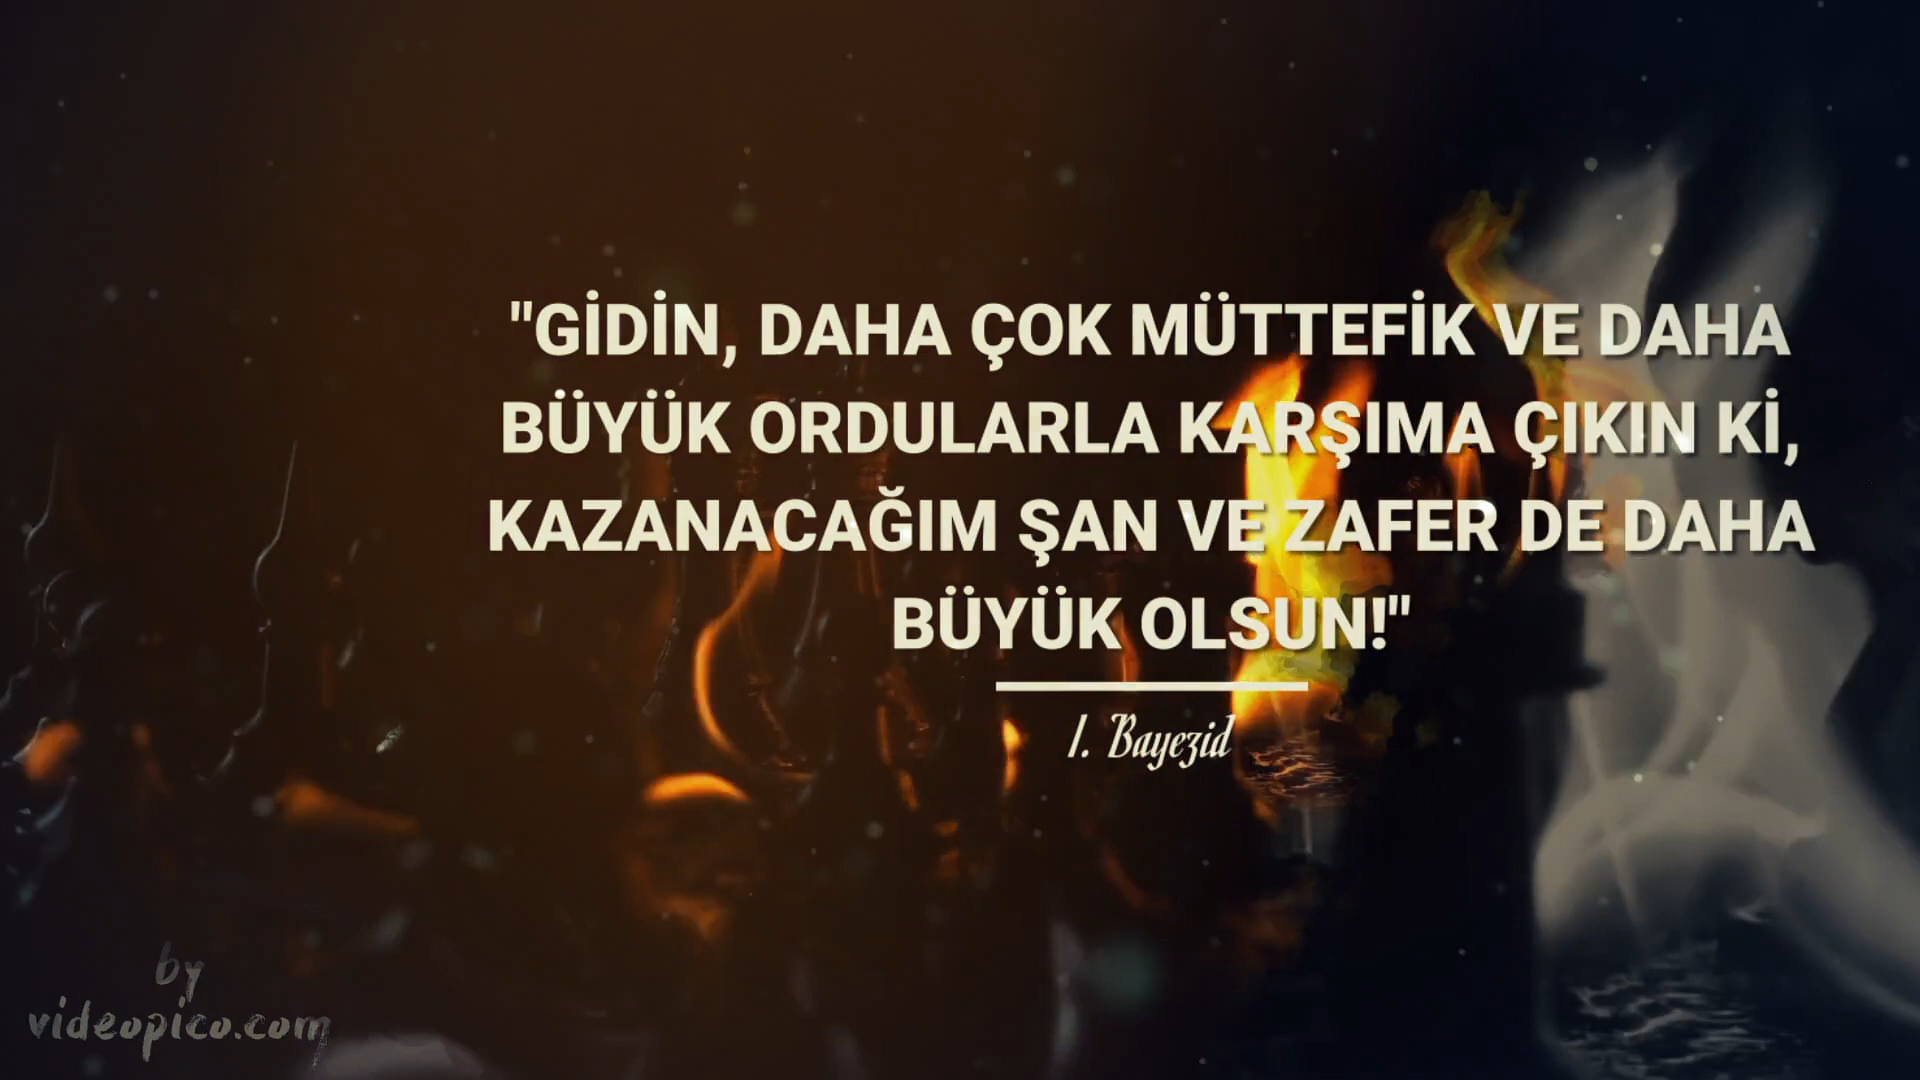 "GİDİN, DAHA ÇOK MÜTTEFİK VE DAHA
BÜYÜK ORDULARLA KARŞIMA ÇIKIN Kİ,
KAZANACAĞIM ŞAN VE ZAFER DE DAHA
BÜYÜK OLSUN!"
I. Bayezid
by
videopico.com